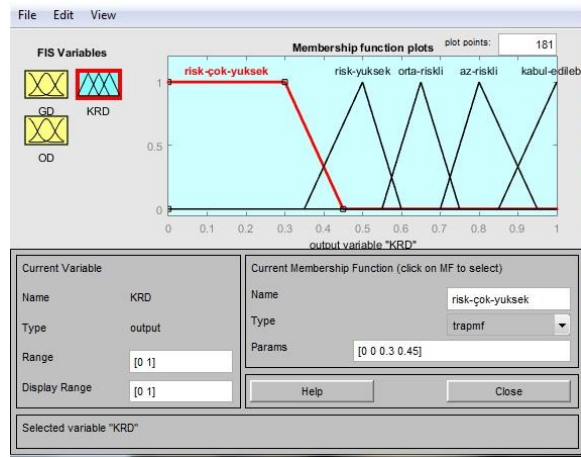 File Edit View
FIS Variables
GD
KRD
OD
Membership function plots
plot points:
181
risk-çok-yuksek
risk-yuksek
orta-riskli
az-riskli
kabul-edileb
1
0.5
0
0 0.1 0.2 0.3 0.4 0.5 0.6 0.7 0.8 0.9 1
output variable "KRD"
Current Variable
Name KRD
Type output
Range [0 1]
Display Range [0 1]
Current Membership Function (click on MF to select)
Name risk-çok-yuksek
Type trapmf
Params [0 0 0.3 0.45]
Help Close
Selected variable "KRD"